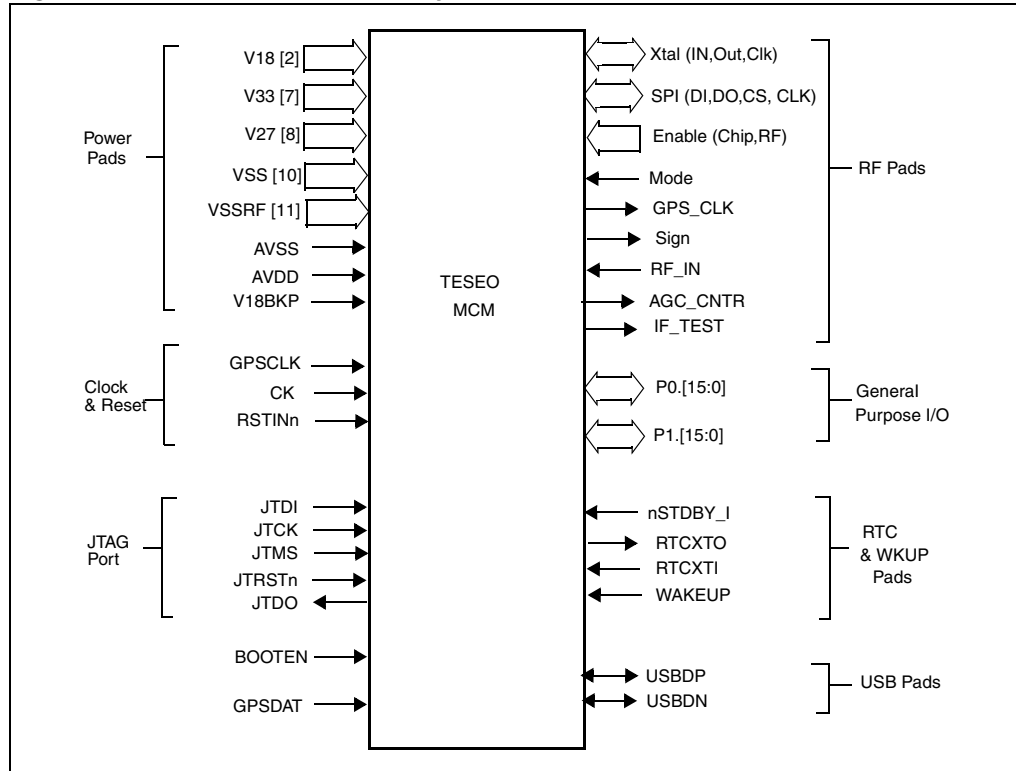 Power
Pads
V18 [2]
V33 [7]
V27 [8]
VSS [10]
VSSRF [11]
AVSS
AVDD
V18BKP
Clock
& Reset
GPSCLK
CK
RSTINn
JTAG
Port
JTDI
JTCK
JTMS
JTRSTn
JTDO
BOOTEN
GPSDAT
TESEO
MCM
Xtal (IN,Out,Clk)
SPI (DI,DO,CS, CLK)
Enable (Chip,RF)
Mode
GPS_CLK
Sign
RF_IN
AGC_CNTR
IF_TEST
RF Pads
P0.[15:0]
P1.[15:0]
General
Purpose I/O
nSTDBY_I
RTCXTO
RTCXTI
WAKEUP
RTC
& WKUP
Pads
USBDP
USBDN
USB Pads